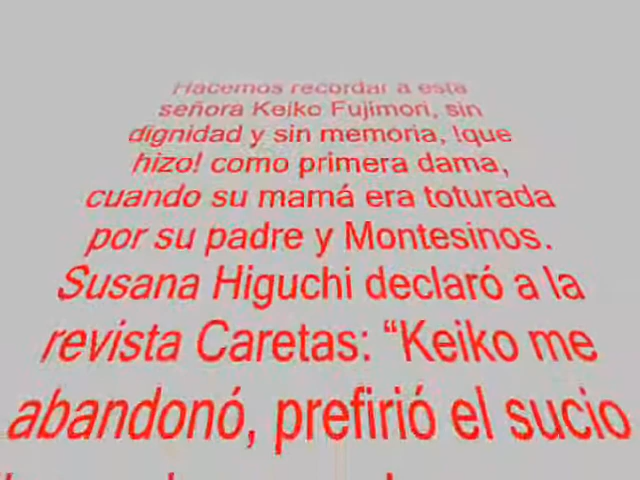 Hacemos recordar a esta
señora Keiko Fujimori, sin
dignidad y sin memoria, !que
hizo! como primera dama,
cuando su mamá era toturada
por su padre y Montesinos.
Susana Higuchi declaró a la
revista Caretas: “Keiko me
abandonó, prefirió el sucio